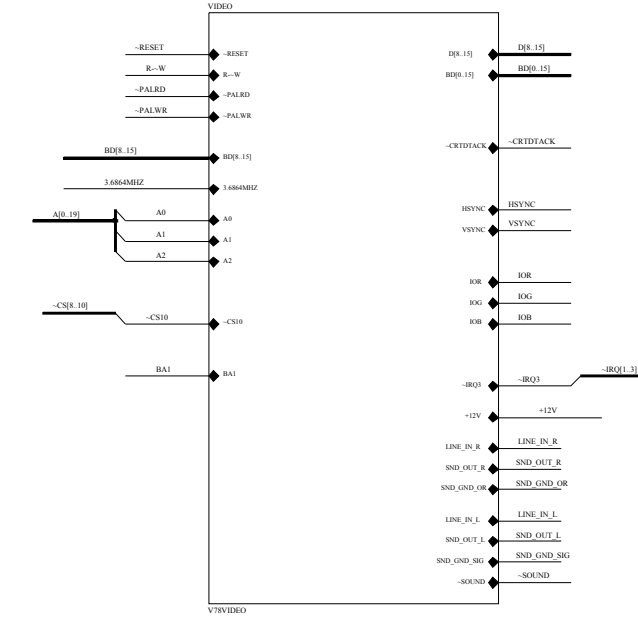 VIDEO
~RESET
~RESET
R-~W
R-~W
~PALRD
~PALRD
~PALWR
~PALWR
BD[8..15]
BD[8..15]
3.6864MHZ
3.6864MHZ
A[0..19]
A0
A0
A1
A1
A2
A2
~CS[8..10]
~CS10
~CS10
BA1
BA1
D[8..15]
D[8..15]
BD[0..15]
BD[0..15]
~CRTDTACK
~CRTDTACK
HSYNC
HSYNC
VSYNC
VSYNC
IOR
IOR
IOG
IOG
IOB
IOB
~IRQ3
~IRQ3
~IRQ[1..3]
+12V
+12V
LINE_IN_R
LINE_IN_R
SND_OUT_R
SND_OUT_R
SND_GND_OR
SND_GND_OR
LINE_IN_L
LINE_IN_L
SND_OUT_L
SND_OUT_L
SND_GND_SIG
SND_GND_SIG
~SOUND
~SOUND
V78VIDEO